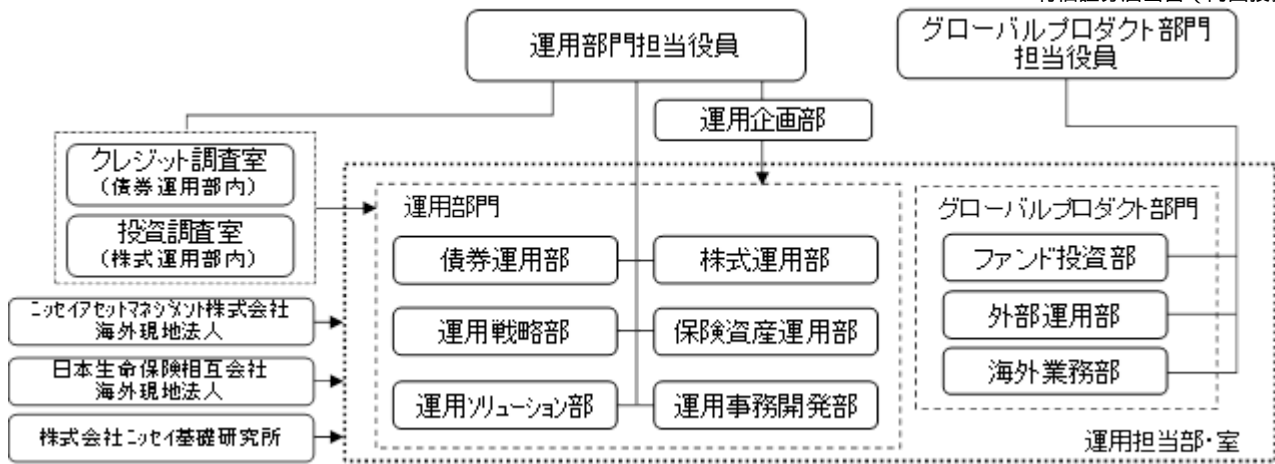 運用部門担当役員
グローバルプロダクト部門
担当役員
運用企画部
クレジット調査室
(債券運用部内)
投資調査室
(株式運用部内)
運用部門
債券運用部
株式運用部
運用戦略部
保険資産運用部
運用ソリューション部
運用事務開発部
グローバルプロダクト部門
ファンド投資部
外部運用部
海外業務部
ニッセイアセットマネジメント株式会社
海外現地法人
日本生命保険相互会社
海外現地法人
株式会社ニッセイ基礎研究所
運用担当部・室